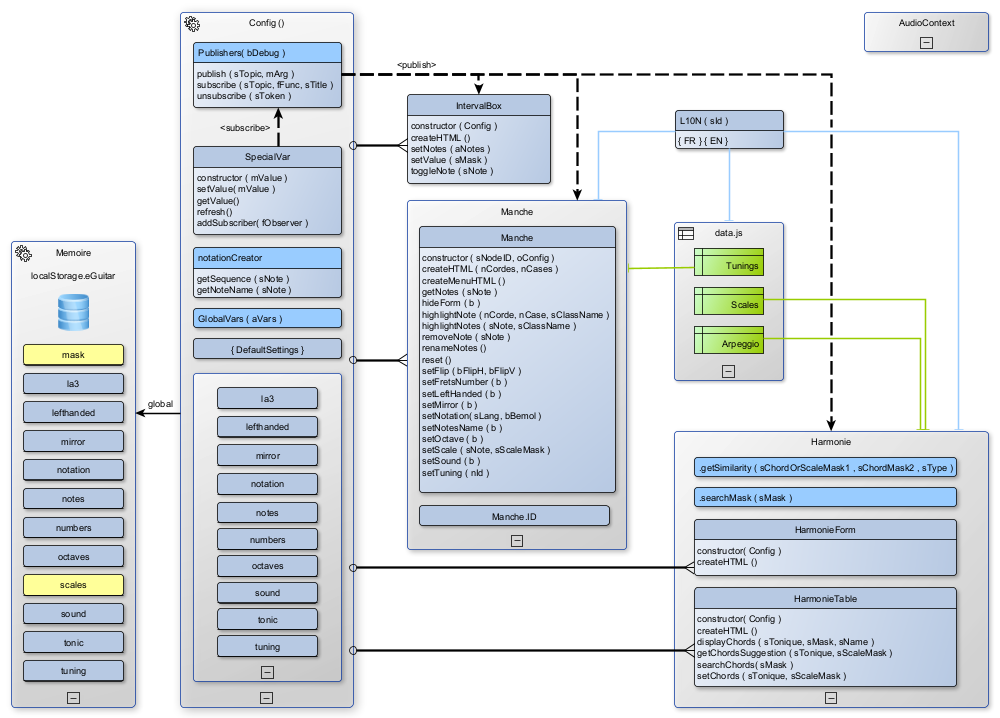 Config ()
Publishers( bDebug )
publish ( sTopic, mArg )
subscribe ( sTopic, fFunc, sTitle )
unsubscribe ( sToken )
<subscribe>
SpecialVar
constructor ( mValue )
setValue( mValue )
getValue()
refresh()
addSubscriber( fObserver )
notationCreator
getSequence ( sNote )
getNoteName ( sNote )
GlobalVars ( aVars )
{ DefaultSettings }
la3
lefthanded
mirror
notation
notes
numbers
octaves
sound
tonic
tuning
Memoire
localStorage.eGuitar
mask
la3
lefthanded
mirror
notation
notes
numbers
octaves
scales
sound
tonic
tuning
global
<publish>
IntervalBox
constructor ( Config )
createHTML ()
setNotes ( aNotes )
setValue ( sMask )
toggleNote ( sNote )
Manche
Manche
constructor ( sNodeID, oConfig )
createHTML ( nCordes, nCases )
createMenuHTML ()
getNotes ( sNote )
hideForm ( b )
highlightNote ( nCorde, nCase, sClassName )
highlightNotes ( sNote, sClassName )
removeNote ( sNote )
renameNotes ()
reset ()
setFlip ( bFlipH, bFlipV )
setFretsNumber ( b )
setLeftHanded ( b )
setMirror ( b )
setNotation( sLang, bBemol )
setNotesName ( b )
setOctave ( b )
setScale ( sNote, sScaleMask )
setSound ( b )
setTuning ( nId )
Manche.ID
AudioContext
L10N ( sId )
{ FR } { EN }
data.js
Tunings
Scales
Arpeggio
Harmonie
.getSimilarity ( sChordOrScaleMask1 , sChordMask2 , sType )
.searchMask ( sMask )
HarmonieForm
constructor( Config )
createHTML ()
HarmonieTable
constructor( Config )
createHTML ()
displayChords ( sTonique, sMask, sName )
getChordsSuggestion ( sTonique, sScaleMask )
searchChords( sMask )
setChords ( sTonique, sScaleMask )